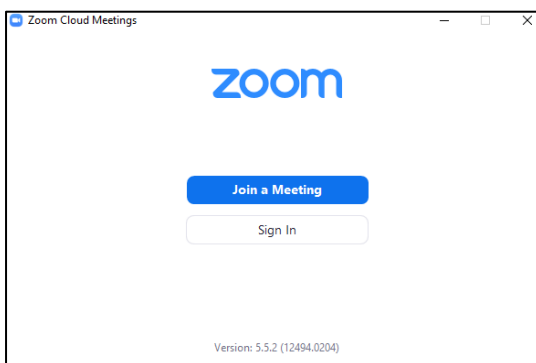 Zoom Cloud Meetings
zoom
Join a Meeting
Sign In
Version: 5.5.2 (12494.0204)